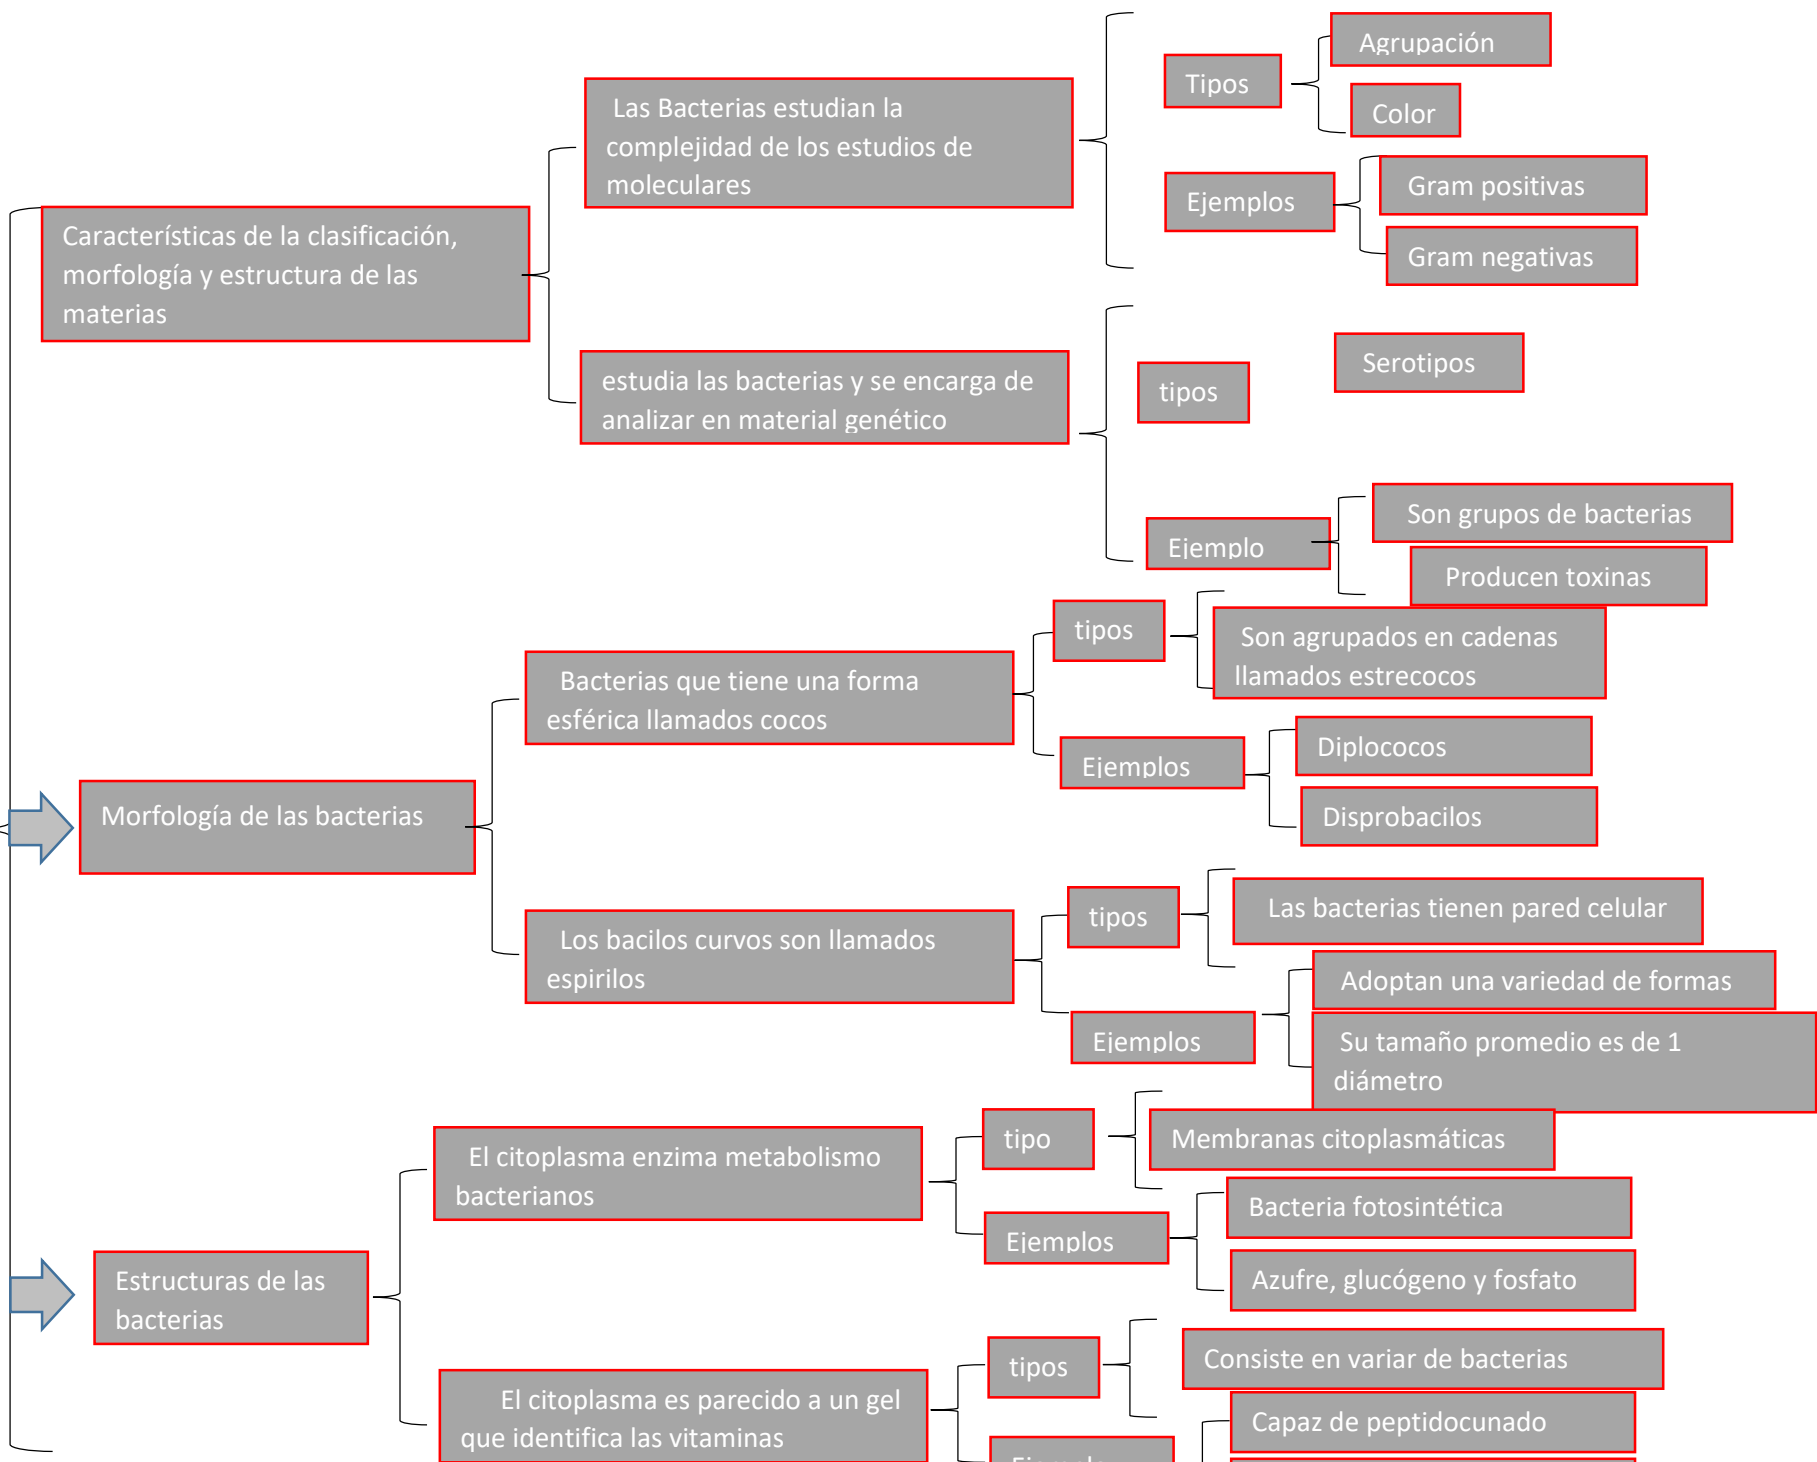 Agrupación
Tipos
Color
Las Bacterias estudian la
complejidad de los estudios de
moleculares
Ejemplos
Gram positivas
Gram negativas
Características de la clasificación,
morfología y estructura de las
materias
estudia las bacterias y se encarga de
analizar en material genético
tipos
Serotipos
Ejemplo
Son grupos de bacterias
Producen toxinas
Bacterias que tiene una forma
esférica llamados cocos
tipos
Son agrupados en cadenas
llamados estrecocos
Ejemplos
Diplococos
Disprobacilos
Morfología de las bacterias
Los bacilos curvos son llamados
espirilos
tipos
Las bacterias tienen pared celular
Ejemplos
Adoptan una variedad de formas
Su tamaño promedio es de 1
diámetro
El citoplasma enzima metabolismo
bacterianos
tipo
Membranas citoplasmáticas
Ejemplos
Bacteria fotosintética
Azufre, glucógeno y fosfato
Estructuras de las
bacterias
El citoplasma es parecido a un gel
que identifica las vitaminas
tipos
Consiste en variar de bacterias
Capaz de peptidocunado